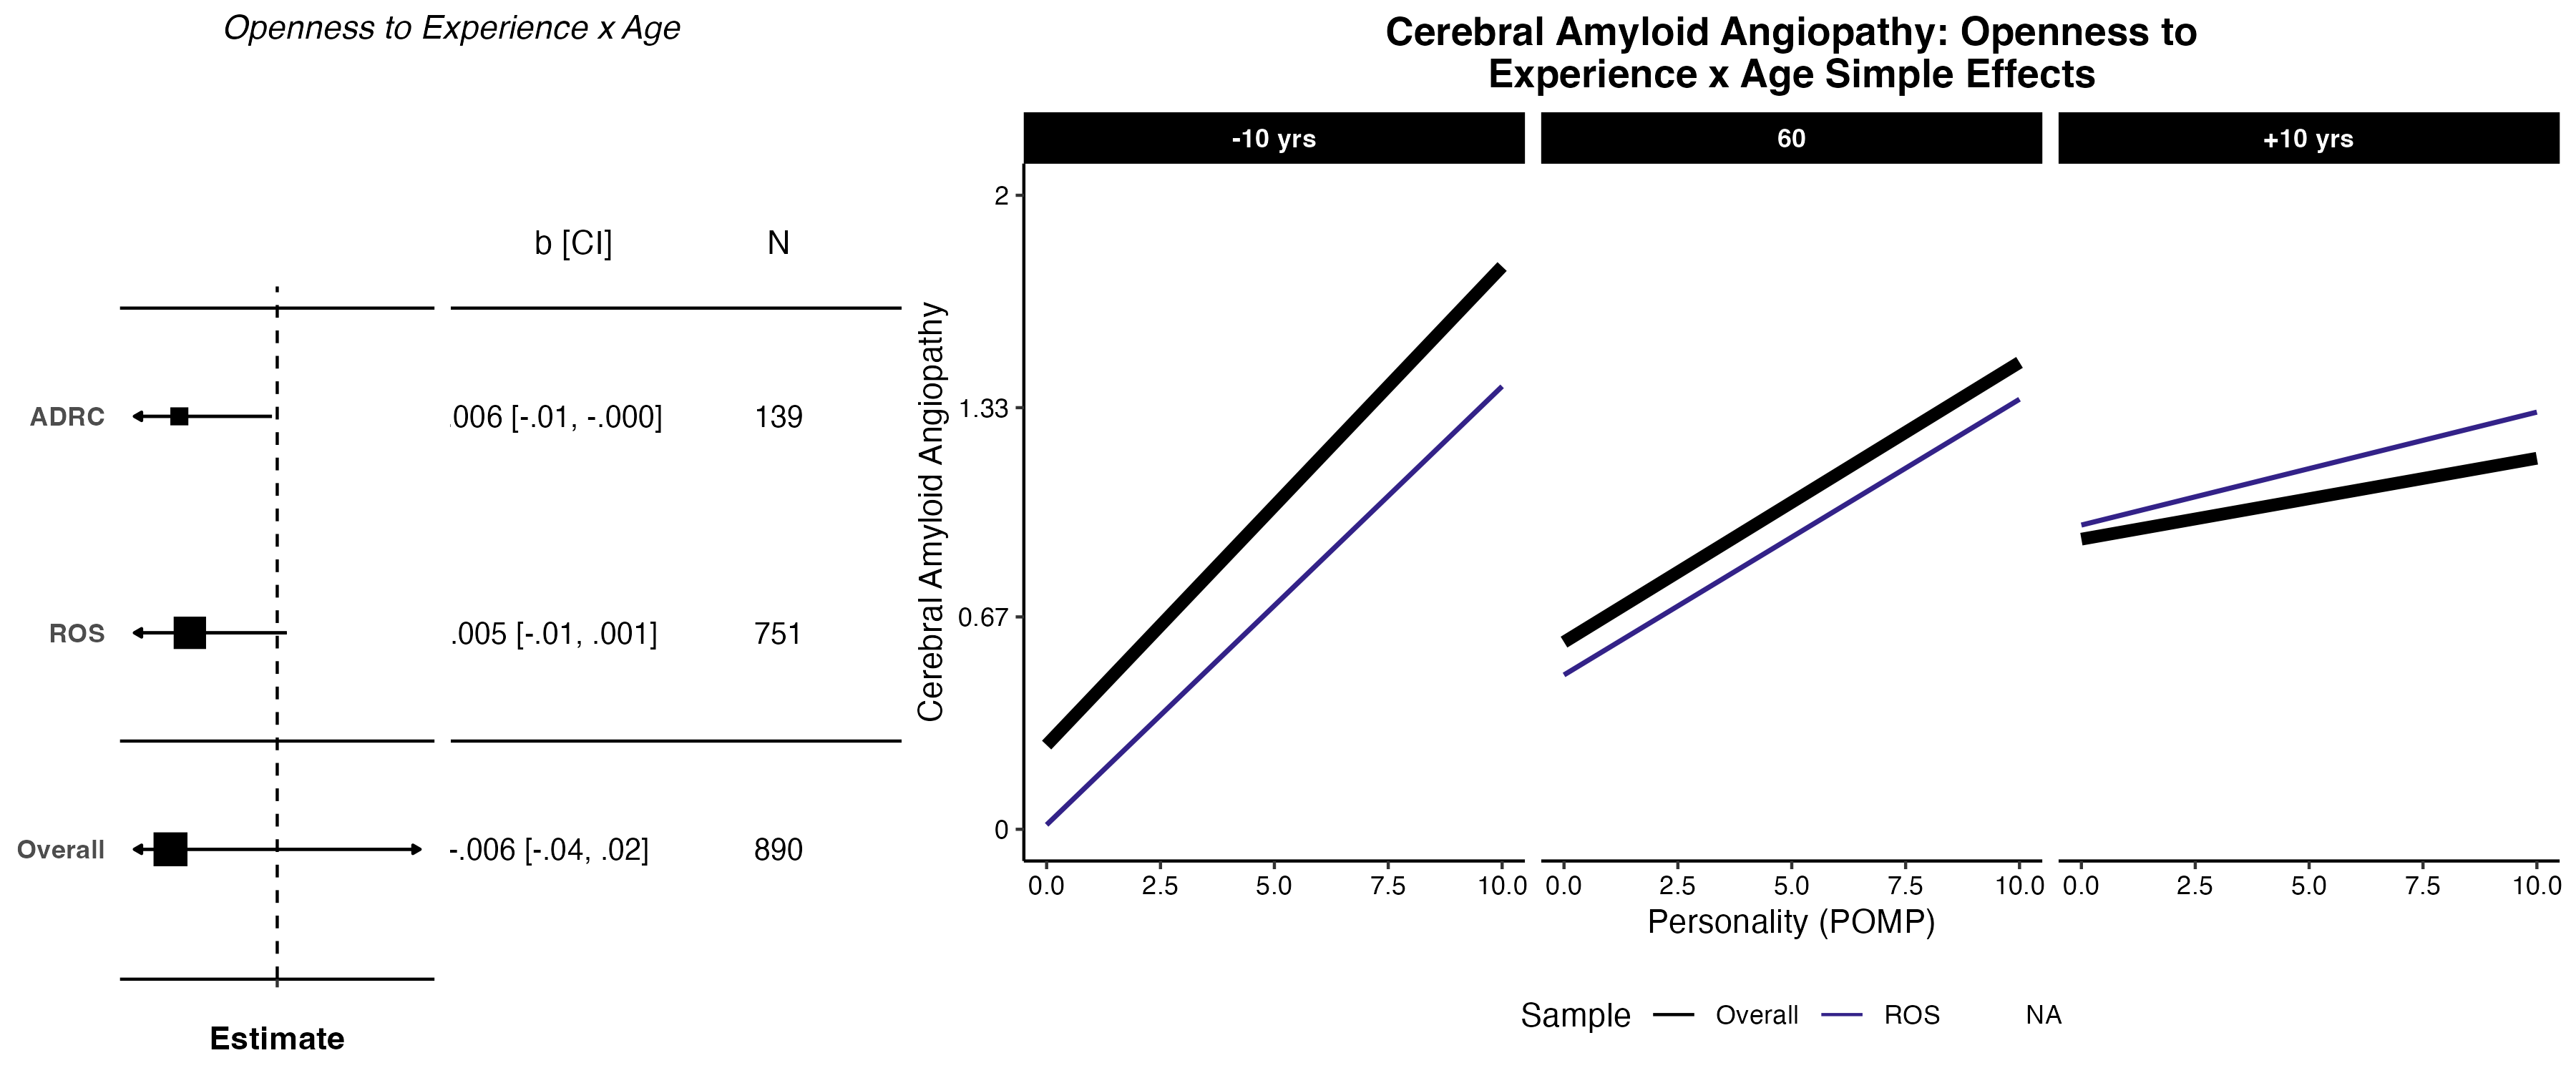 Openness to Experience x Age
b [CI] N
ADRC .006 [-.01, -.000] 139
ROS .005 [-.01, .001] 751
Overall -.006 [-.04, .02] 890
Estimate
Cerebral Amyloid Angiopathy: Openness to
Experience x Age Simple Effects
-10 yrs 60 +10 yrs
Cerebral Amyloid Angiopathy
2
1.33
0.67
0
0.0 2.5 5.0 7.5 10.0 0.0 2.5 5.0 7.5 10.0 0.0 2.5 5.0 7.5 10.0
Personality (POMP)
Sample Overall ROS NA